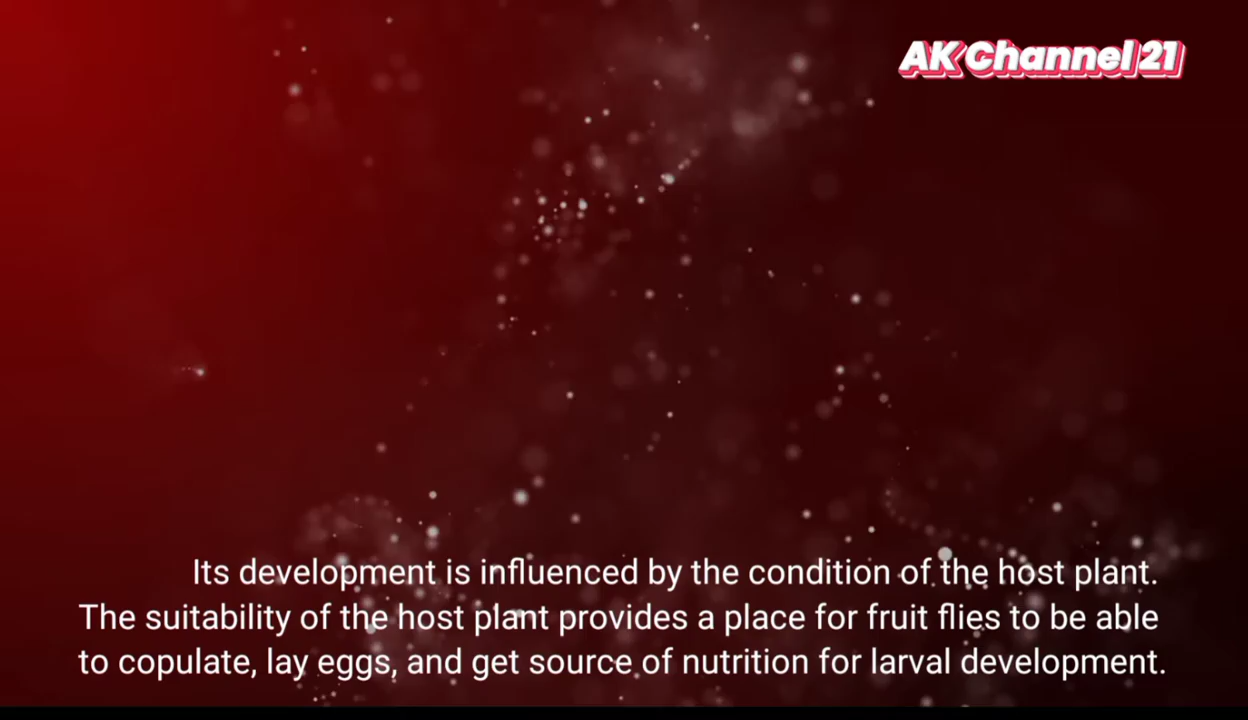 AK Channel 21
Its development is influenced by the condition of the host plant.
The suitability of the host plant provides a place for fruit flies to be able
to copulate, lay eggs, and get source of nutrition for larval development.